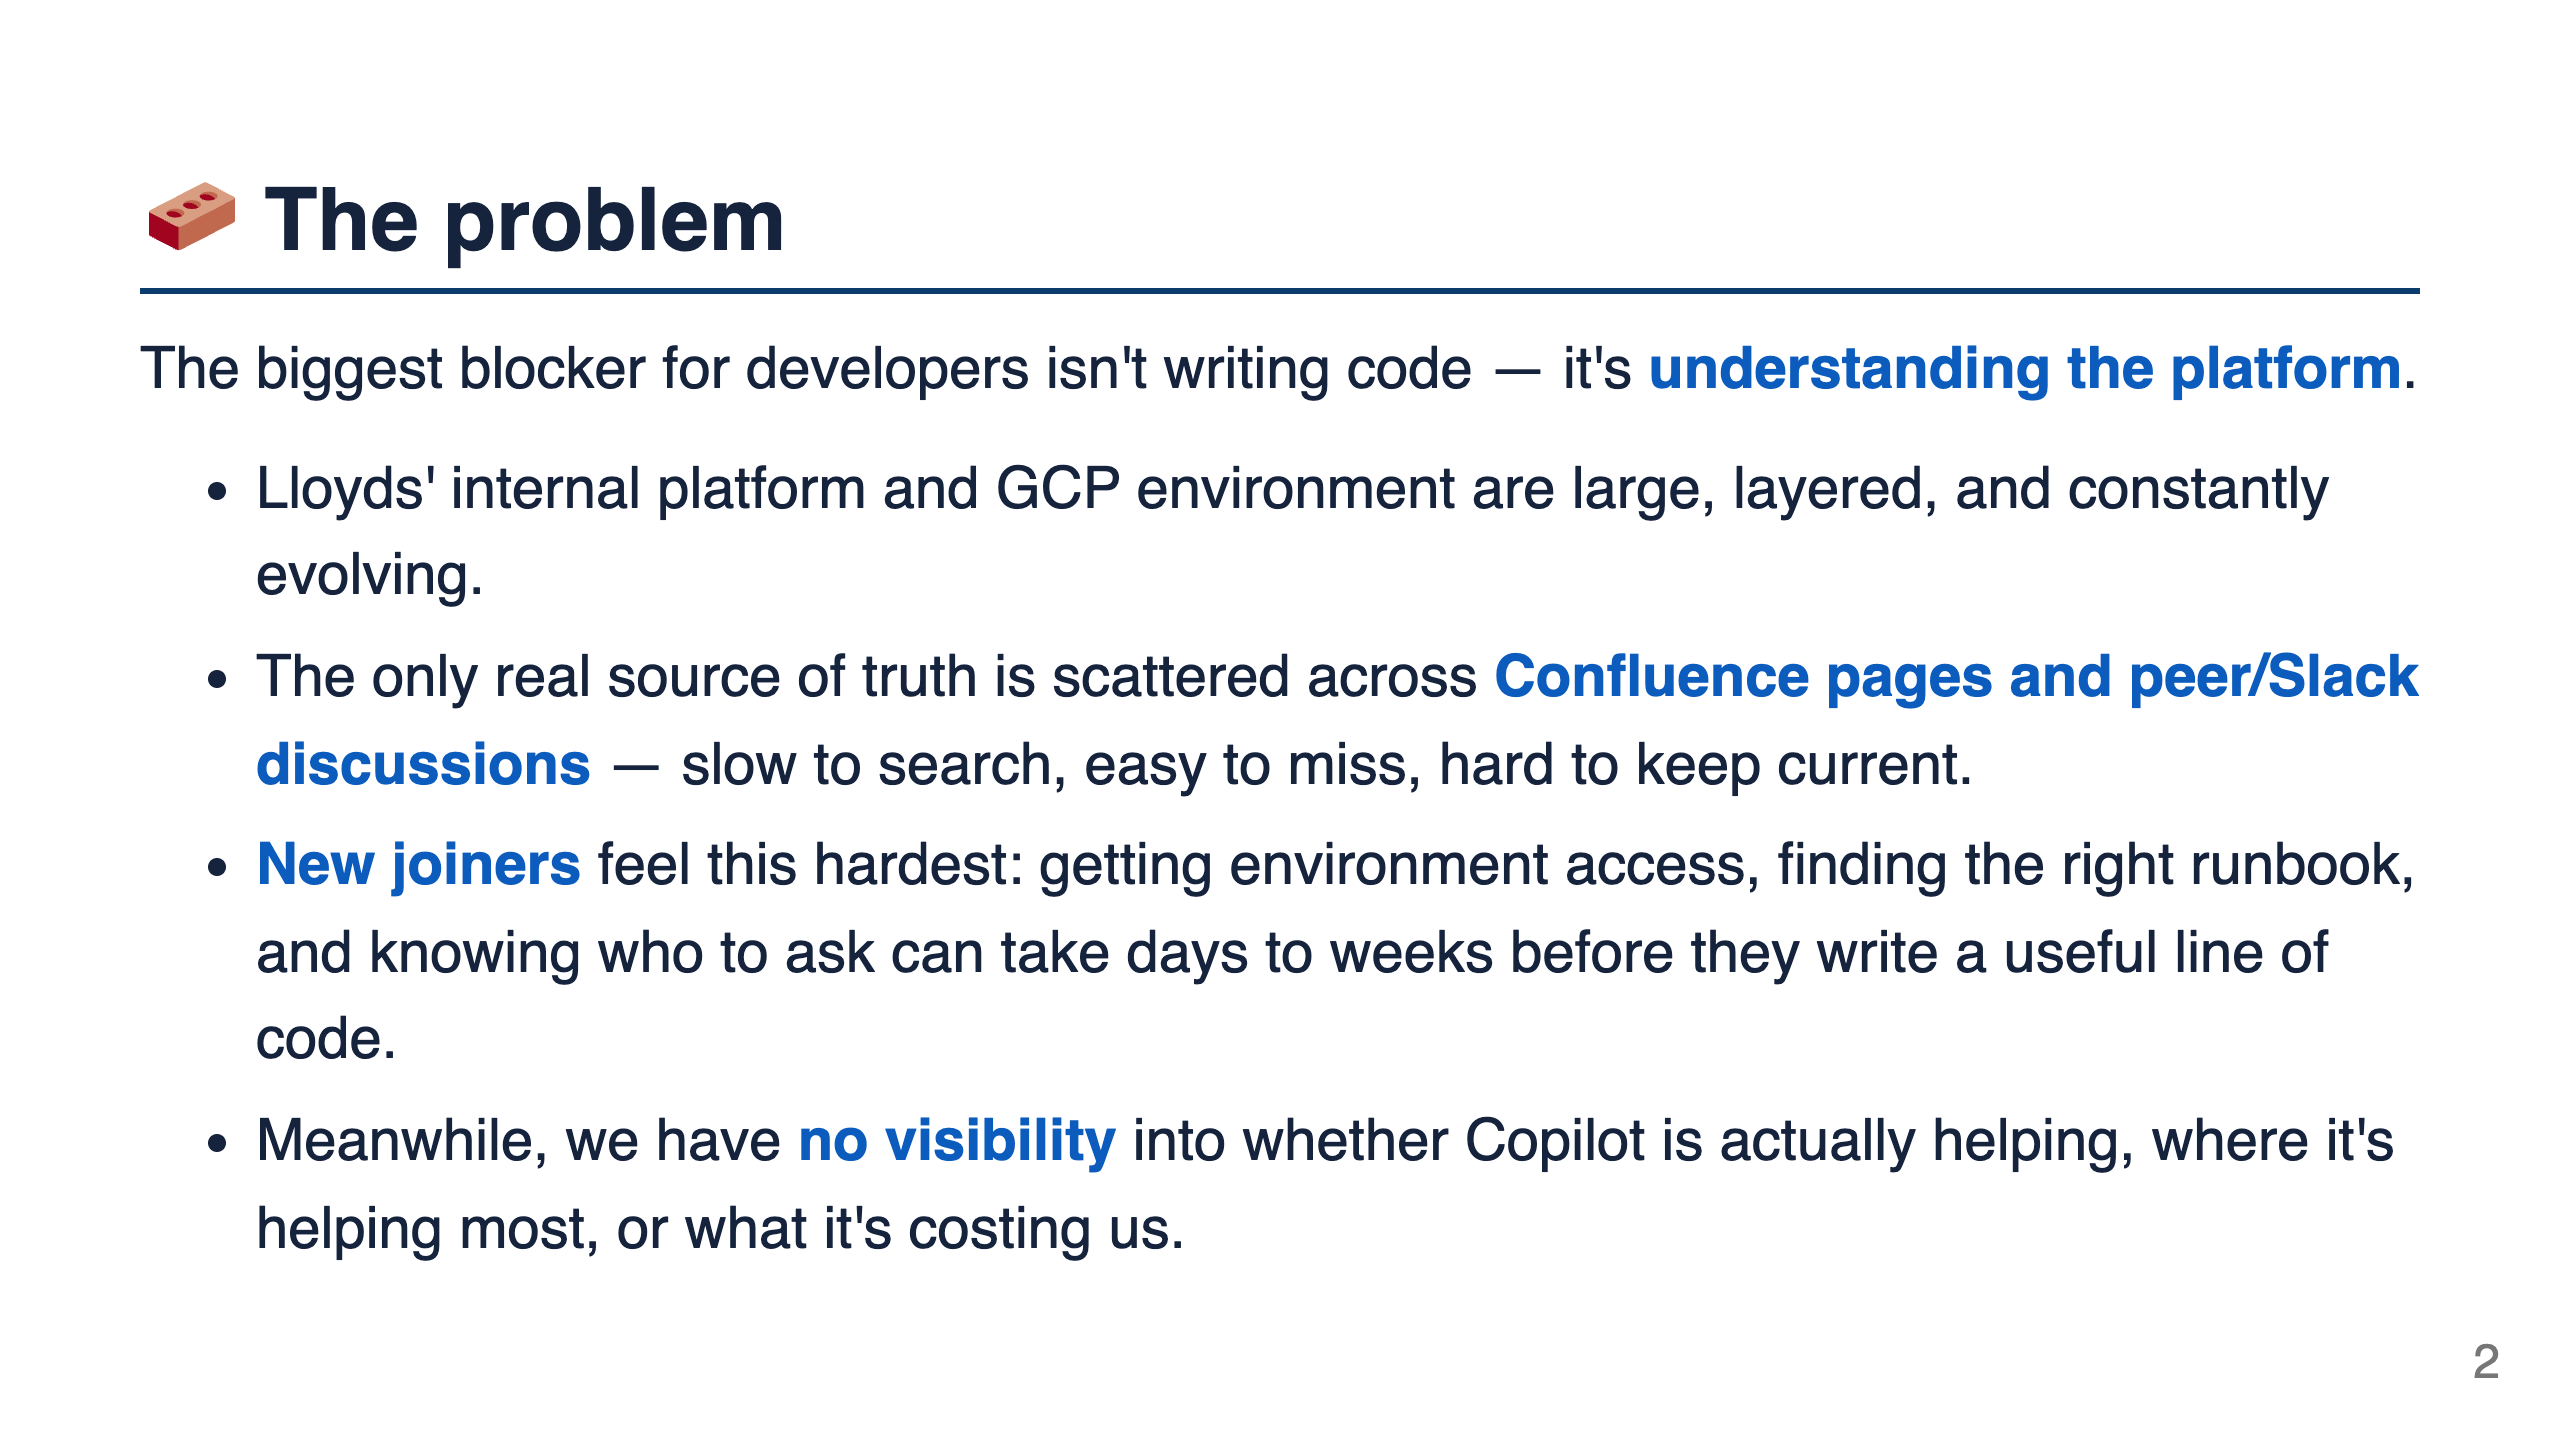 The problem
The biggest blocker for developers isn't writing code — it's understanding the platform.
• Lloyds' internal platform and GCP environment are large, layered, and constantly
evolving.
• The only real source of truth is scattered across Confluence pages and peer/Slack
discussions — slow to search, easy to miss, hard to keep current.
• New joiners feel this hardest: getting environment access, finding the right runbook,
and knowing who to ask can take days to weeks before they write a useful line of
code.
• Meanwhile, we have no visibility into whether Copilot is actually helping, where it's
helping most, or what it's costing us.
2